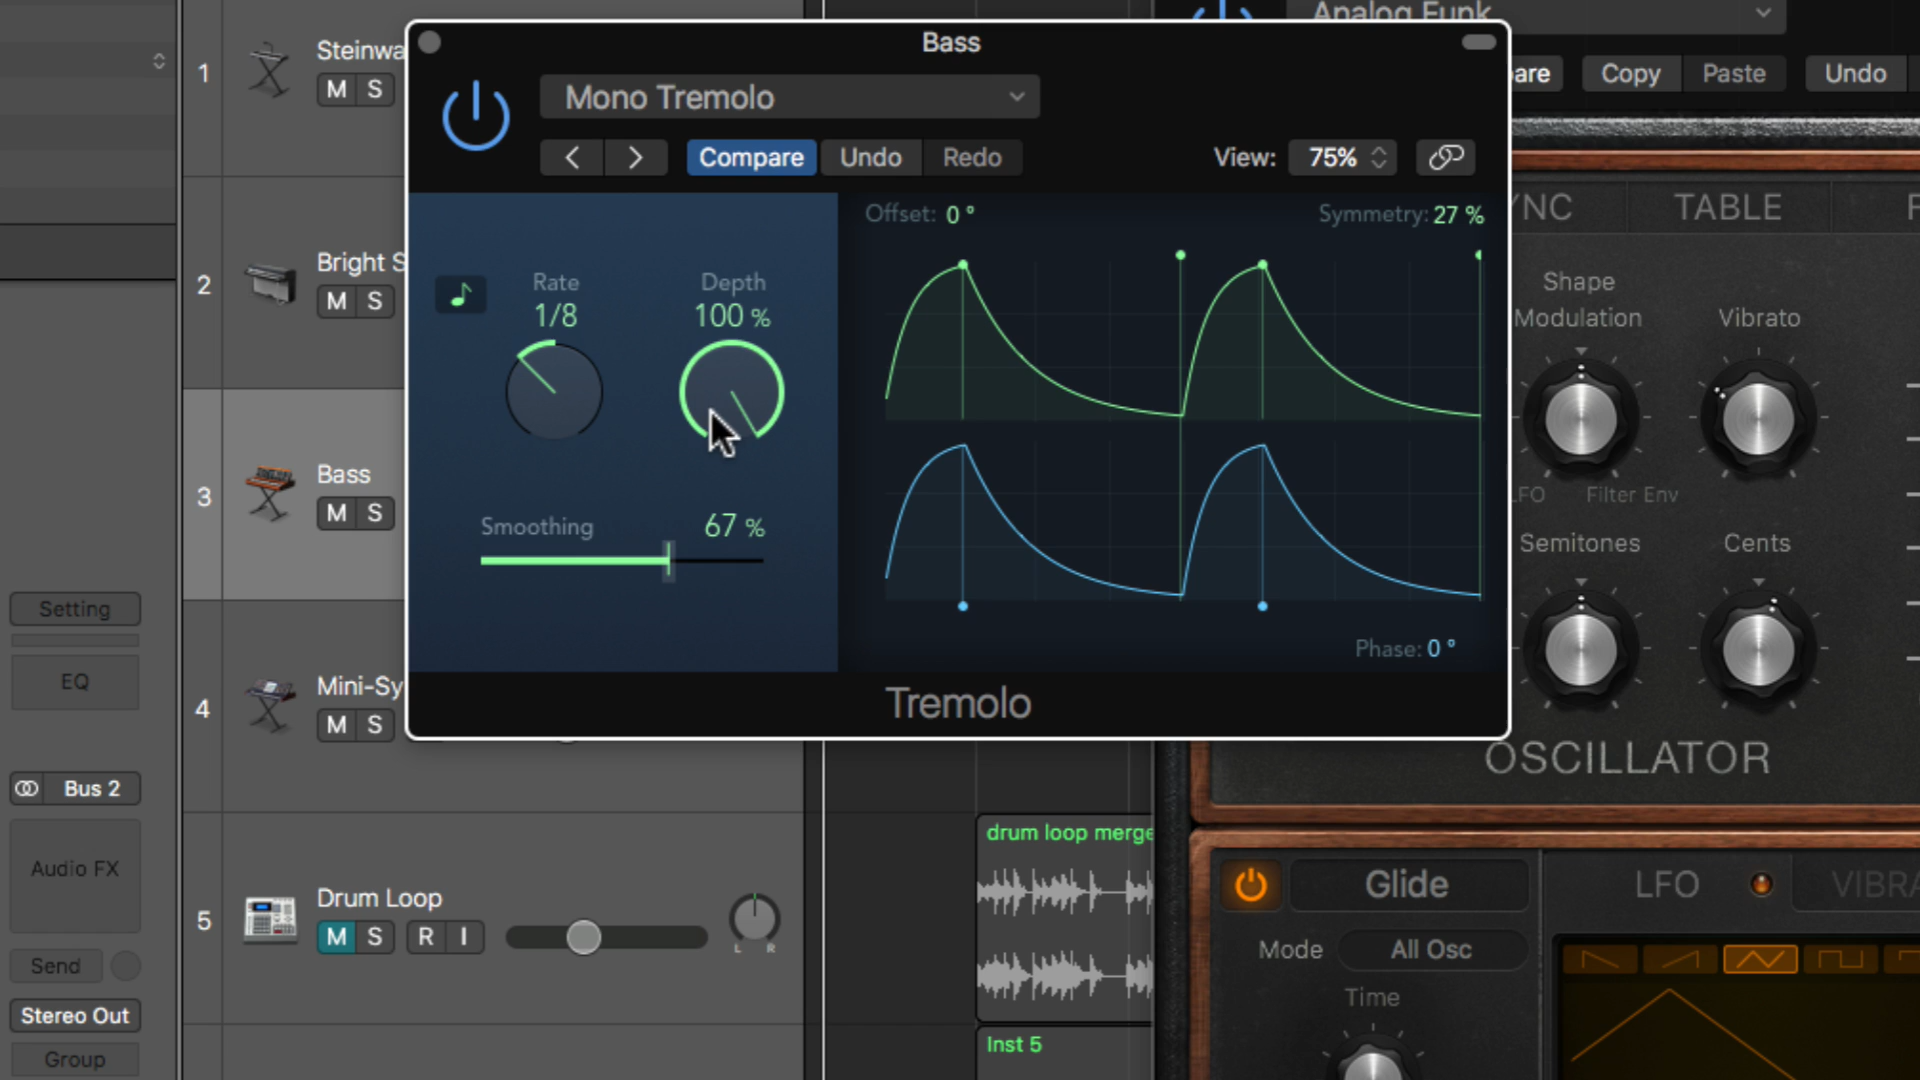 Analog Funk
1
Steinwa
M S
Bass
Mono Tremolo
are
Copy
Paste
Undo
Compare
Undo
Redo
View: 75%
YNC
TABLE
Offset: 0 °
Symmetry: 27 %
2
Bright S
M S
Rate
1/8
Depth
100 %
Shape
Modulation
Vibrato
LFO
Filter Env
3
Bass
M S
Smoothing
67 %
Semitones
Cents
Setting
EQ
4
Mini-Sy
M S
Phase: 0 °
Tremolo
OSCILLATOR
Bus 2
Audio FX
drum loop merge
5
Drum Loop
M S R I
L R
Glide
LFO
VIBRA
Mode
All Osc
Send
Time
Stereo Out
Inst 5
Group